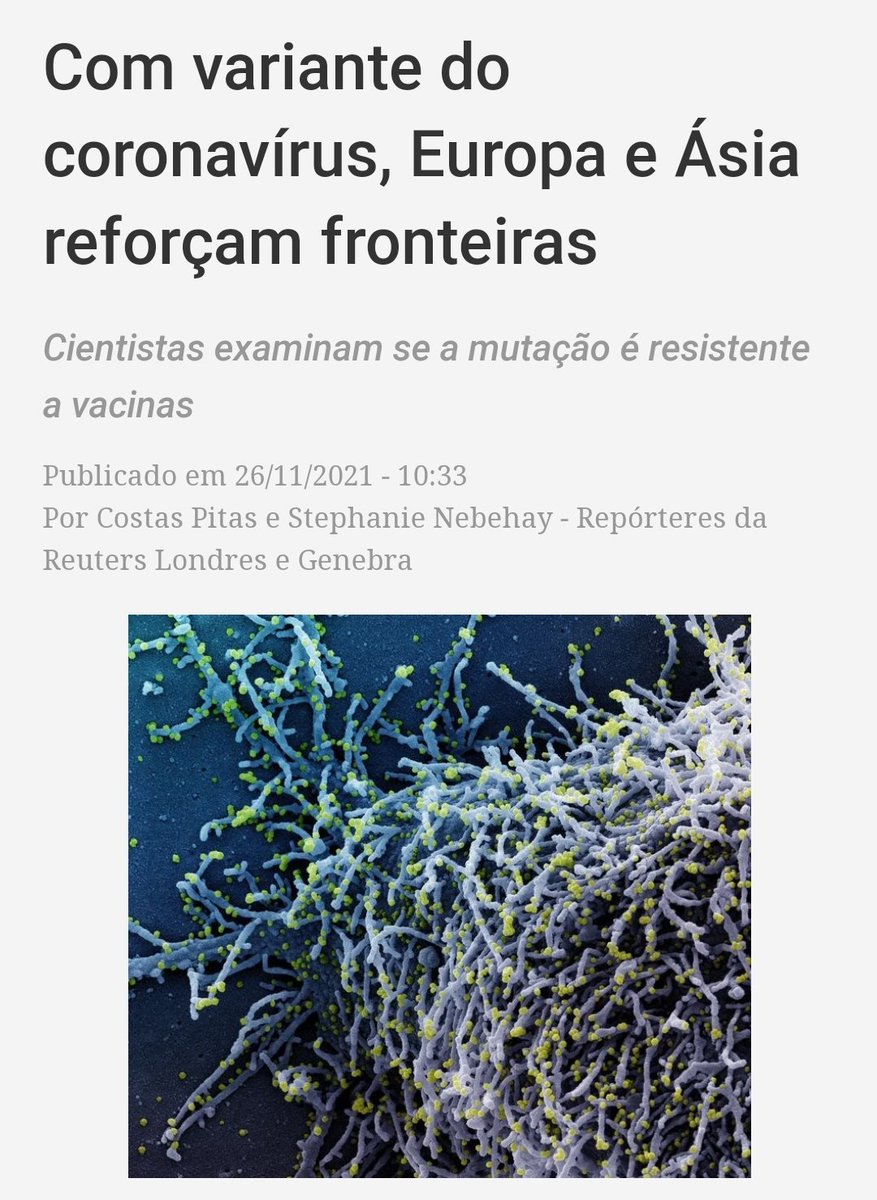 Com variante do
coronavírus, Europa e Ásia
reforçam fronteiras
Cientistas examinam se a mutação é resistente
a vacinas
Publicado em 26/11/2021 - 10:33
Por Costas Pitas e Stephanie Nebehay - Repórteres da
Reuters Londres e Genebra